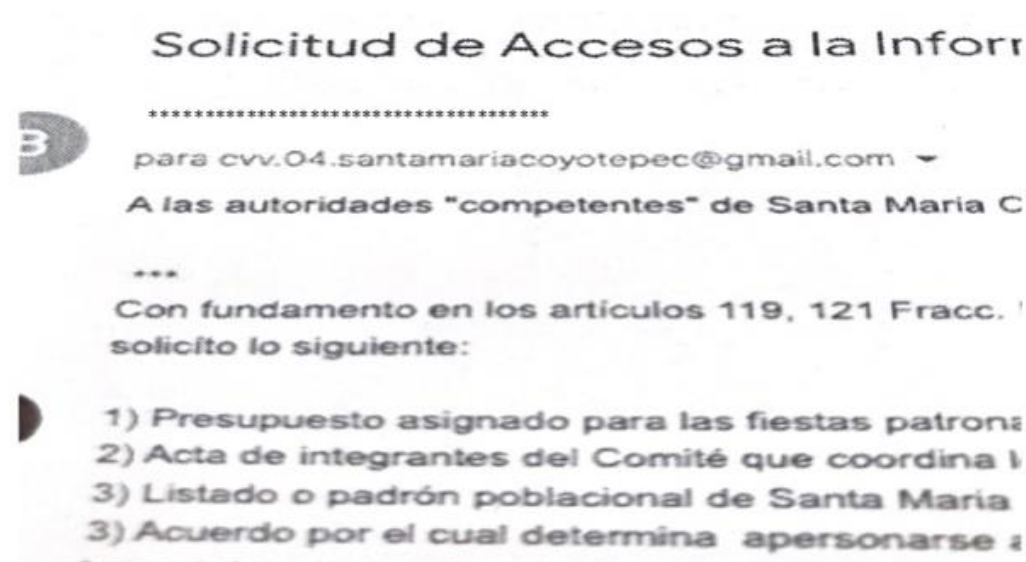 Solicitud de Accesos a la Infor
B
****************************************
para cvv.04.santamariacoyotepec@gmail.com
A las autoridades "competentes" de Santa Maria C
***
Con fundamento en los artículos 119, 121 Fracc.
solicito lo siguiente:
1) Presupuesto asignado para las fiestas patrona
2) Acta de integrantes del Comité que coordina l
3) Listado o padrón poblacional de Santa Maria
3) Acuerdo por el cual determina apersonarse a